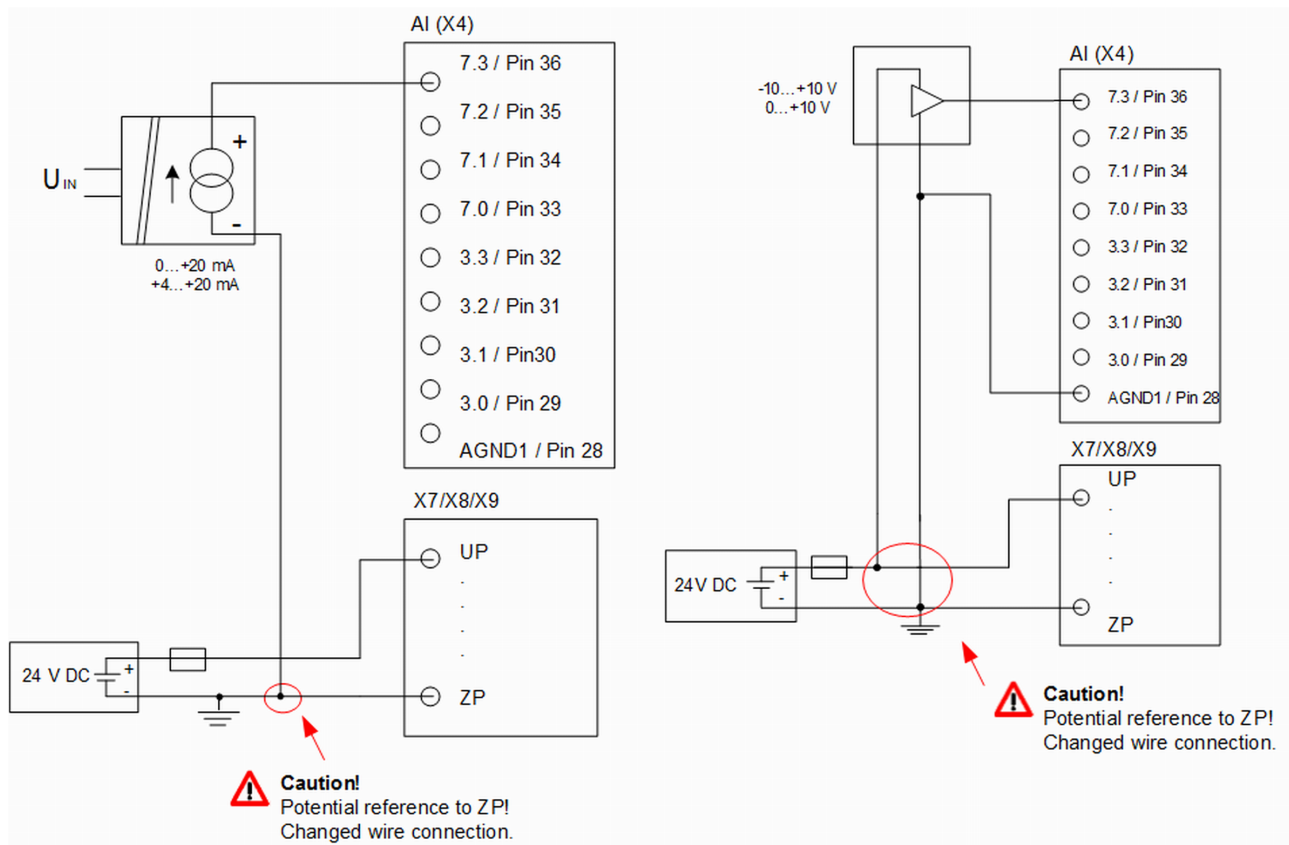 AI (X4)
7.3 / Pin 36
7.2 / Pin 35
7.1 / Pin 34
7.0 / Pin 33
3.3 / Pin 32
3.2 / Pin 31
3.1 / Pin30
3.0 / Pin 29
AGND1 / Pin 28
+
-
UIN
0...+20 mA
+4...+20 mA
X7/X8/X9
UP
.
.
.
.
ZP
24 V DC
+
-
Caution!
Potential reference to ZP!
Changed wire connection.
AI (X4)
-10...+10 V
0...+10 V
7.3 / Pin 36
7.2 / Pin 35
7.1 / Pin 34
7.0 / Pin 33
3.3 / Pin 32
3.2 / Pin 31
3.1 / Pin30
3.0 / Pin 29
AGND1 / Pin 28
X7/X8/X9
UP
.
.
.
.
ZP
24V DC
+
-
Caution!
Potential reference to ZP!
Changed wire connection.